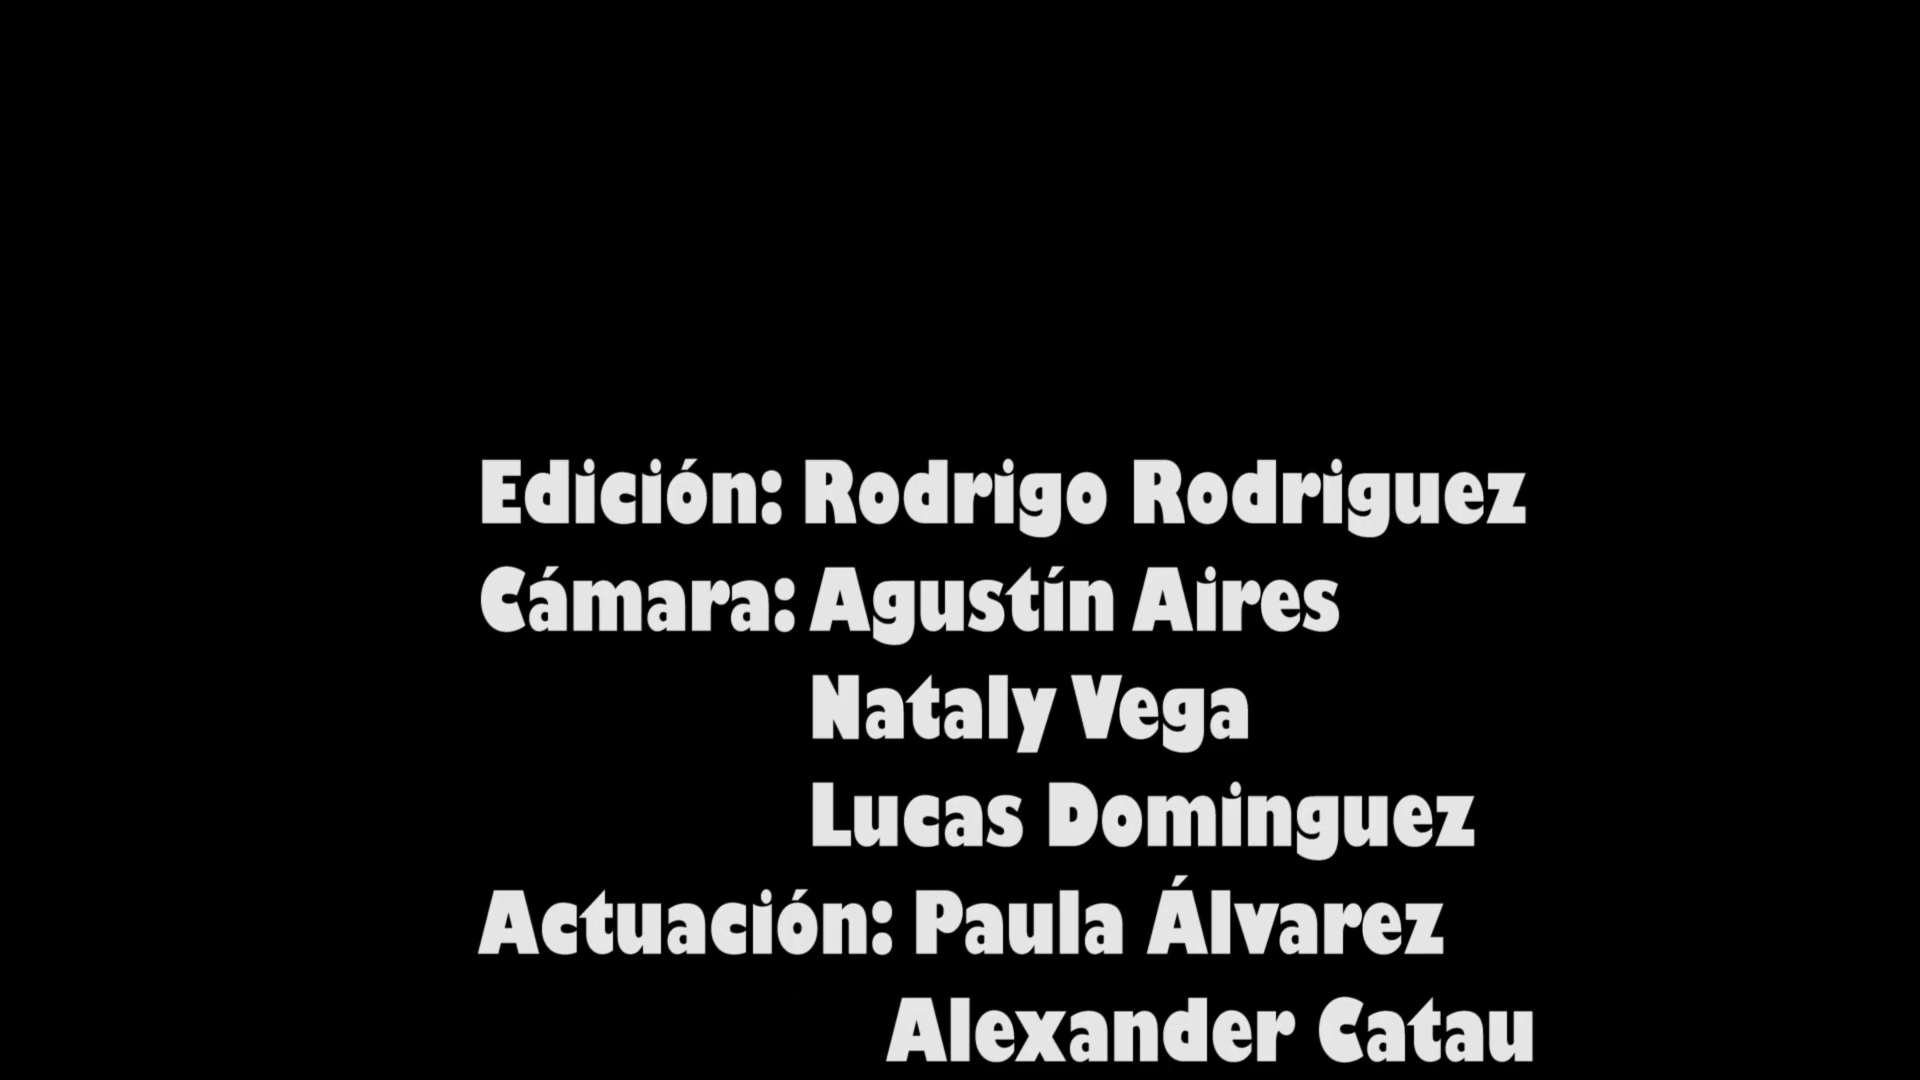 Edición: Rodrigo Rodriguez
Cámara: Agustín Aires
Nataly Vega
Lucas Dominguez
Actuación: Paula Álvarez
Alexander Catau